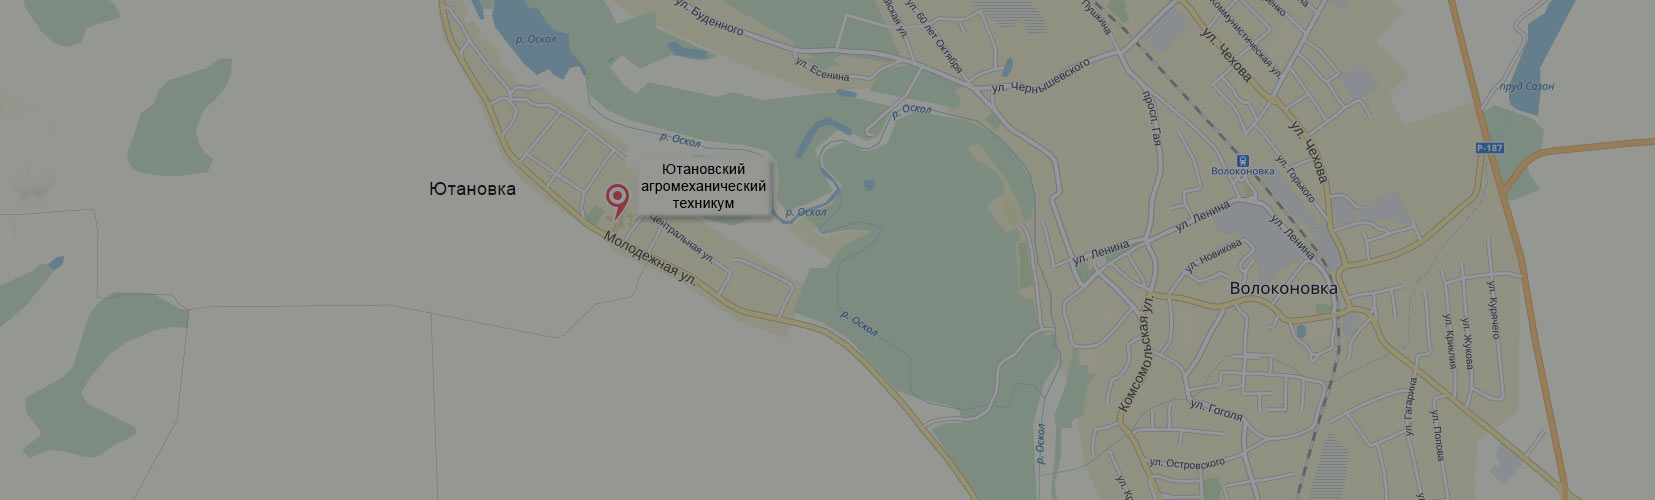 ул. Буденного
р. Оскол
ул. 60 лет Октября
ул. Есенина
ул. Чернышевского
Пушкина
ул. Чехова
Коммунистическая ул.
пруд Сазон
р. Оскол
просп. Гая
р. Оскол
ул. Чехова
Р-187
Волоконовка
ул. Горького
Ютановка
Ютановский
агромеханический
техникум
р. Оскол
Центральная ул.
Молодежная ул.
ул. Ленина
ул. Ленина
ул. Ленина
ул. Новикова
Волоконовка
р. Оскол
Комсомольская ул.
ул. Курячего
ул. Криклия
ул. Жукова
ул. Гоголя
ул. Гагарина
ул. Попова
р. Оскол
ул. Островского